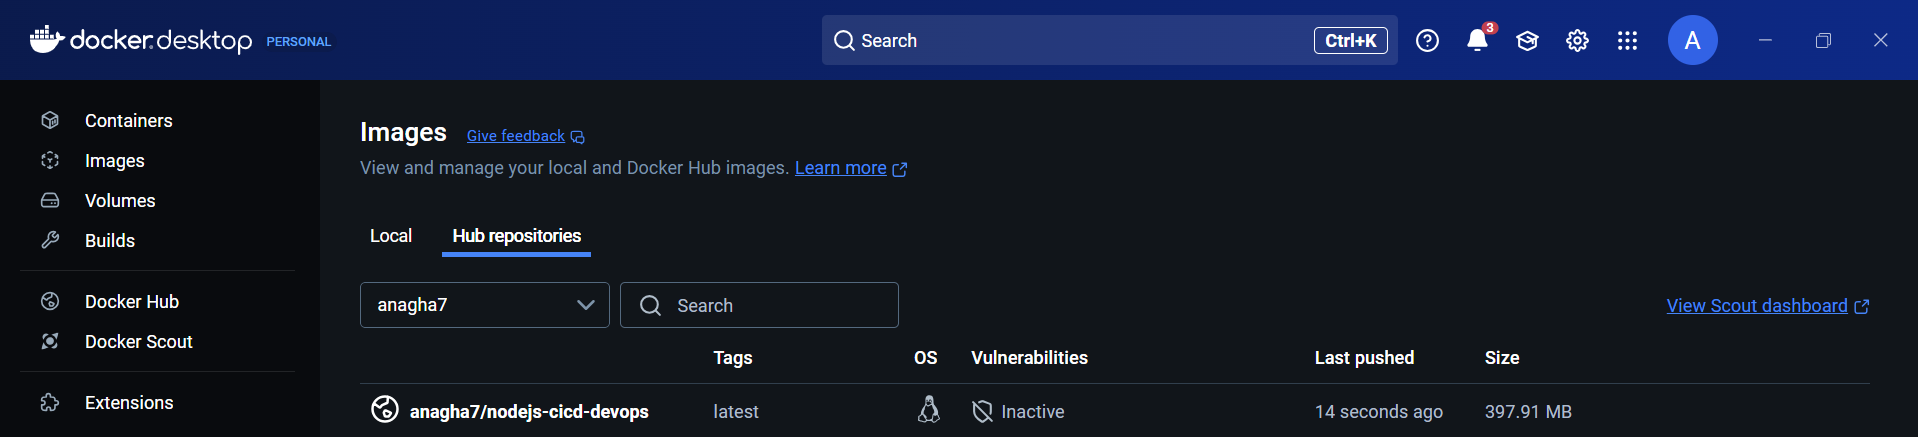 docker.desktop PERSONAL
Search Ctrl+K
3
A
Containers
Images
Volumes
Builds
Docker Hub
Docker Scout
Extensions
Images Give feedback
View and manage your local and Docker Hub images. Learn more
Local Hub repositories
anagha7 Search View Scout dashboard
Tags OS Vulnerabilities Last pushed Size
anagha7/nodejs-cicd-devops latest Inactive 14 seconds ago 397.91 MB